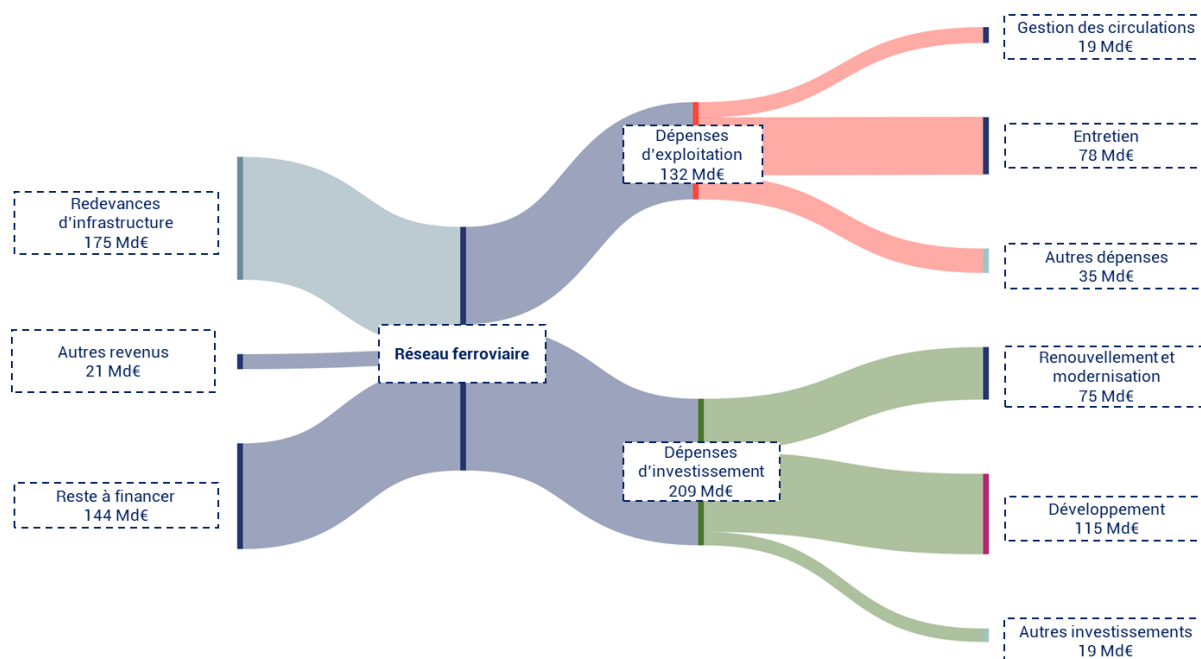 Redevances
d'infrastructure
175 Md€
Autres revenus
21 Md€
Reste à financer
144 Md€
Réseau ferroviaire
Dépenses
d'exploitation
132 Md€
Dépenses
d'investissement
209 Md€
Gestion des circulations
19 Md€
Entretien
78 Md€
Autres dépenses
35 Md€
Renouvellement et
modernisation
75 Md€
Développement
115 Md€
Autres investissements
19 Md€